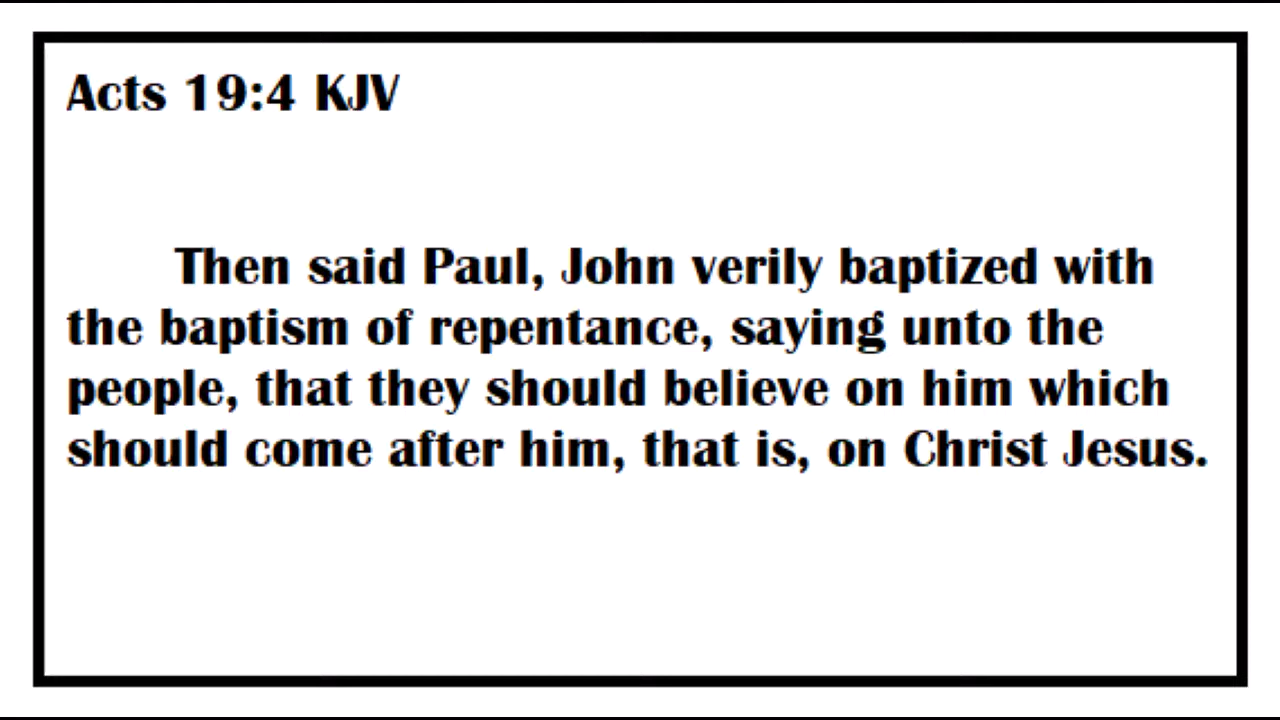 Acts 19:4 KJV
Then said Paul, John verily baptized with
the baptism of repentance, saying unto the
people, that they should believe on him which
should come after him, that is, on Christ Jesus.